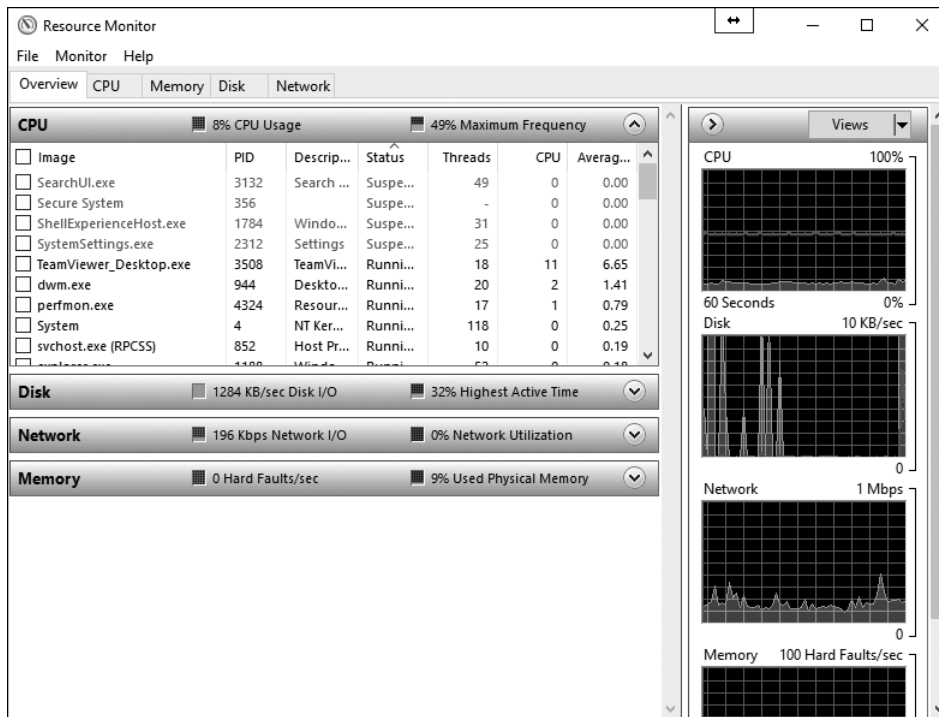 Resource Monitor
File Monitor Help
Overview CPU Memory Disk Network
CPU 8% CPU Usage 49% Maximum Frequency
Image PID Descrip... Status Threads CPU Averag...
SearchUI.exe 3132 Search ... Suspe... 49 0 0.00
Secure System 356 Suspe... - 0 0.00
ShellExperienceHost.exe 1784 Windo... Suspe... 31 0 0.00
SystemSettings.exe 2312 Settings Suspe... 25 0 0.00
TeamViewer_Desktop.exe 3508 TeamVi... Runni... 18 11 6.65
dwm.exe 944 Deskto... Runni... 20 2 1.41
perfmon.exe 4324 Resour... Runni... 17 1 0.79
System 4 NT Ker... Runni... 118 0 0.25
svchost.exe (RPCSS) 852 Host Pr... Runni... 10 0 0.19
Disk 1284 KB/sec Disk I/O 32% Highest Active Time
Network 196 Kbps Network I/O 0% Network Utilization
Memory 0 Hard Faults/sec 9% Used Physical Memory
Views
CPU 100%
60 Seconds 0%
Disk 10 KB/sec
0
Network 1 Mbps
0
Memory 100 Hard Faults/sec